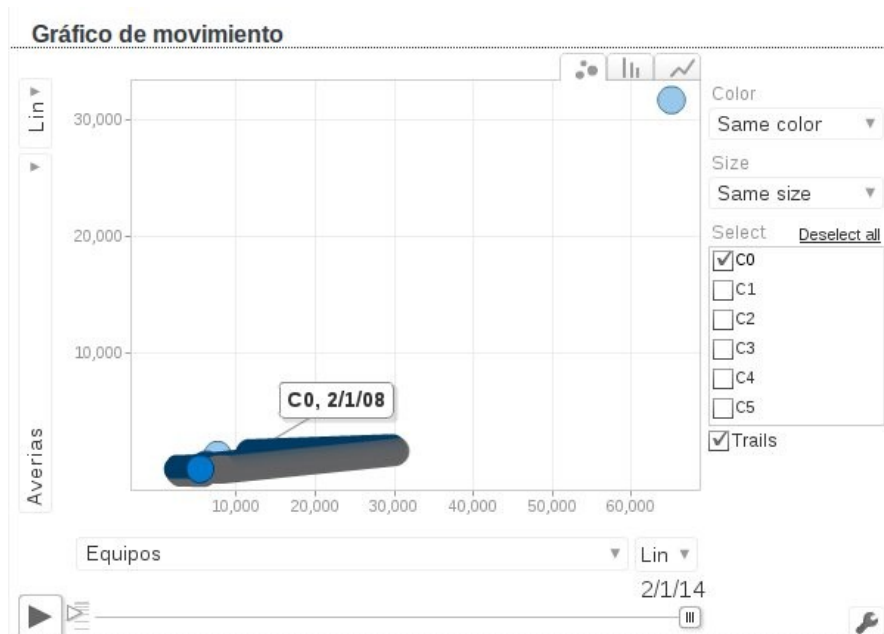 Gráfico de movimiento
Lin
30,000
20,000
10,000
Averias
C0, 2/1/08
10,000
20,000
30,000
40,000
50,000
60,000
Equipos
Lin
2/1/14
Color
Same color
Size
Same size
Select
Deselect all
C0
C1
C2
C3
C4
C5
Trails